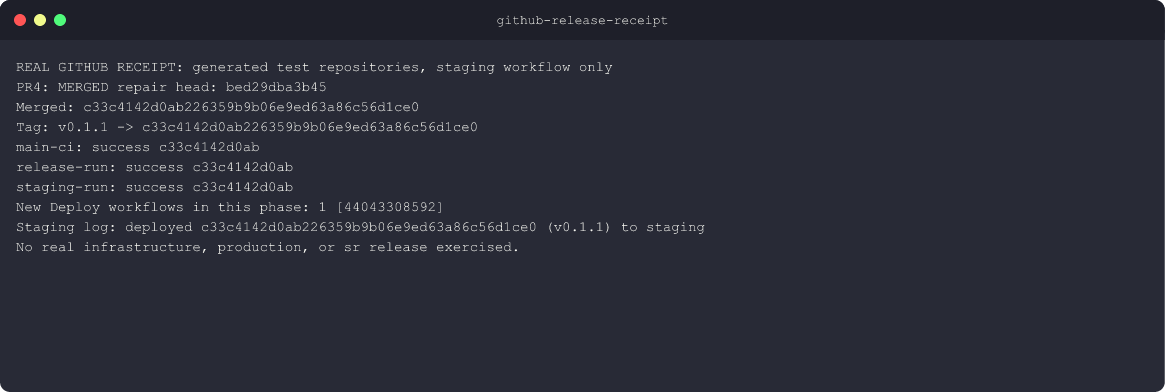 github-release-receipt
REAL GITHUB RECEIPT: generated test repositories, staging workflow only
PR4: MERGED repair head: bed29dba3b45
Merged: c33c4142d0ab226359b9b06e9ed63a86c56d1ce0
Tag: v0.1.1 -> c33c4142d0ab226359b9b06e9ed63a86c56d1ce0
main-ci: success c33c4142d0ab
release-run: success c33c4142d0ab
staging-run: success c33c4142d0ab
New Deploy workflows in this phase: 1 [44043308592]
Staging log: deployed c33c4142d0ab226359b9b06e9ed63a86c56d1ce0 (v0.1.1) to staging
No real infrastructure, production, or sr release exercised.